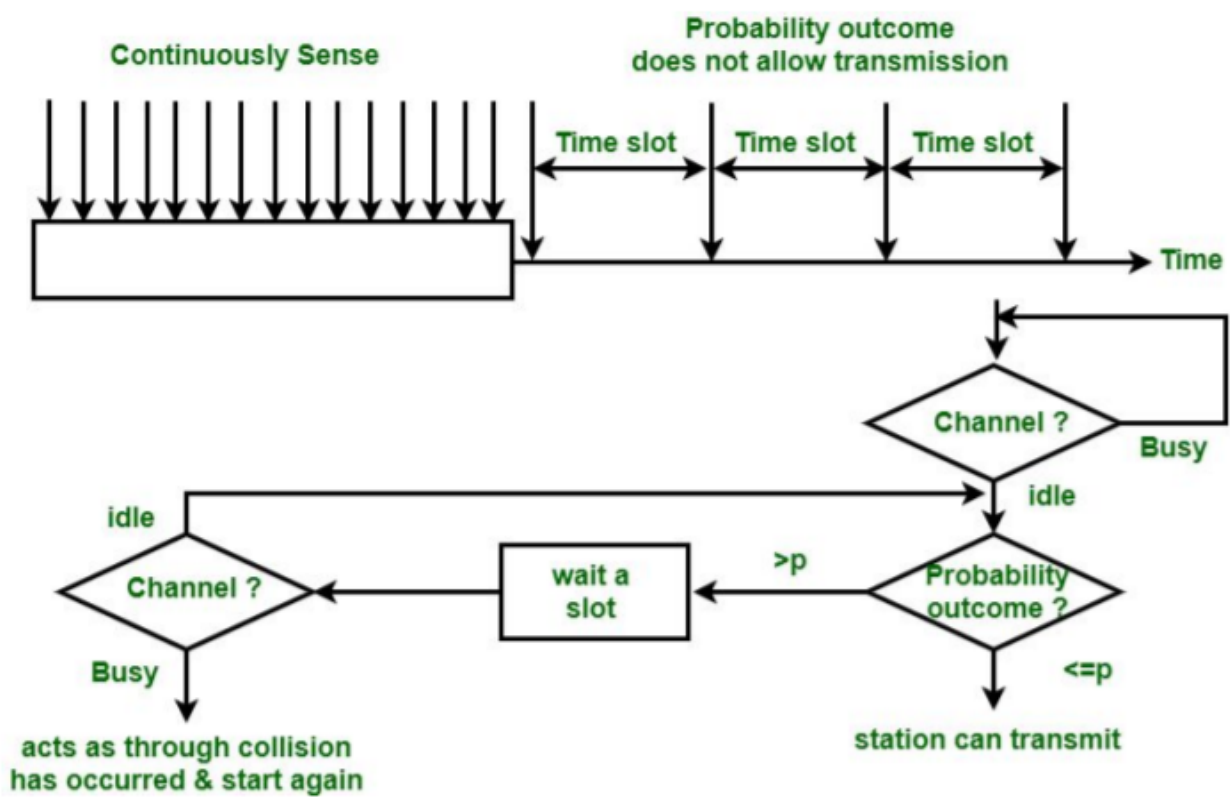 Continuously Sense
Probability outcome
does not allow transmission
Time slot
Time slot
Time slot
Time
Channel ?
Busy
idle
idle
Channel ?
wait a
slot
>p
Probability
outcome ?
Busy
<=p
acts as through collision
has occurred & start again
station can transmit